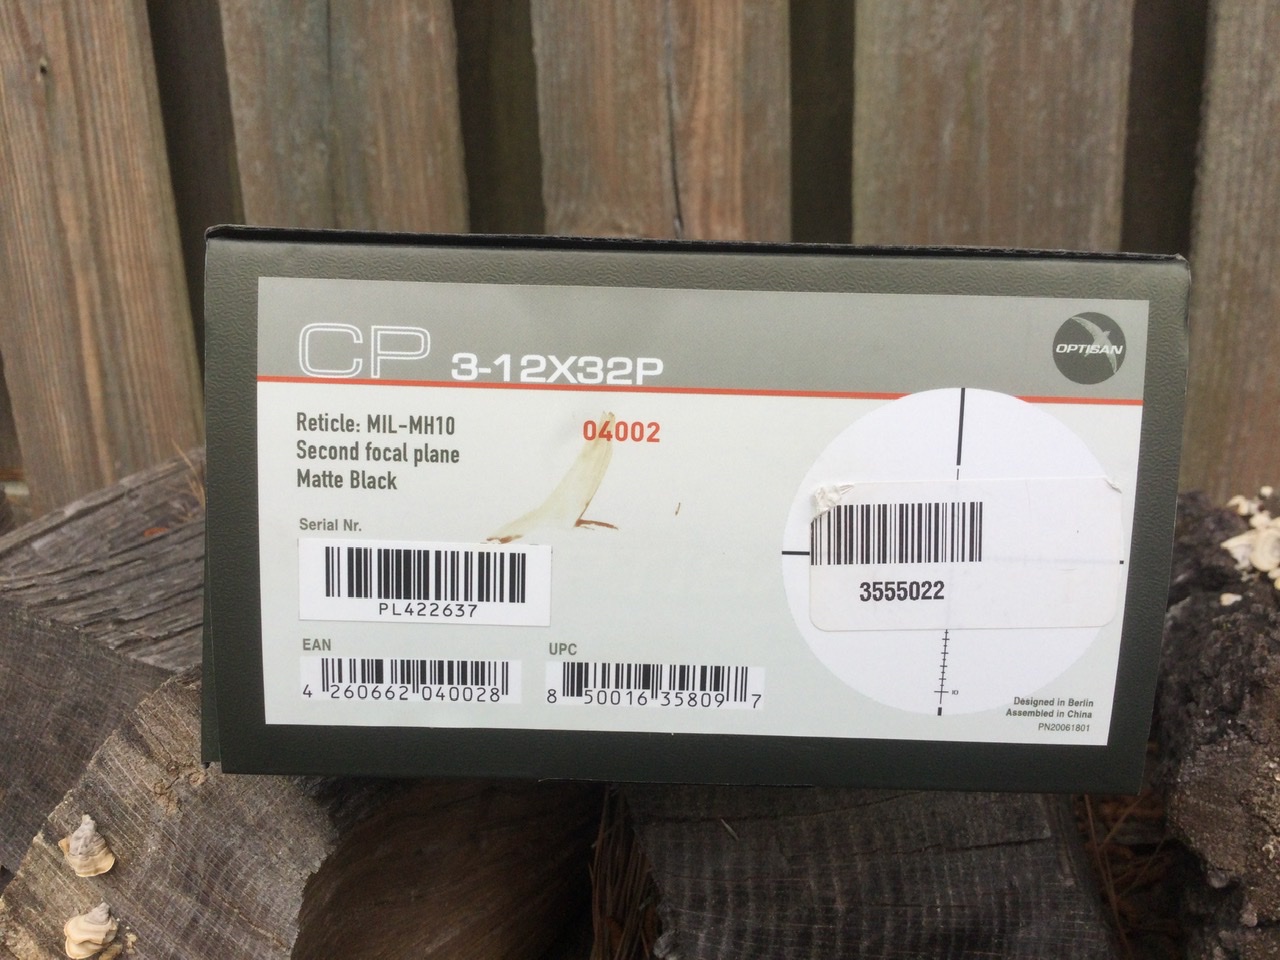 CP 3-12X32P
OPTISAN
Reticle: MIL-MH10
04002
Second focal plane
Matte Black
Serial Nr.
PL422637
3555022
EAN
UPC
4 260662 040028
8 50016 35809 7
10
Designed in Berlin
Assembled in China
PN20061801